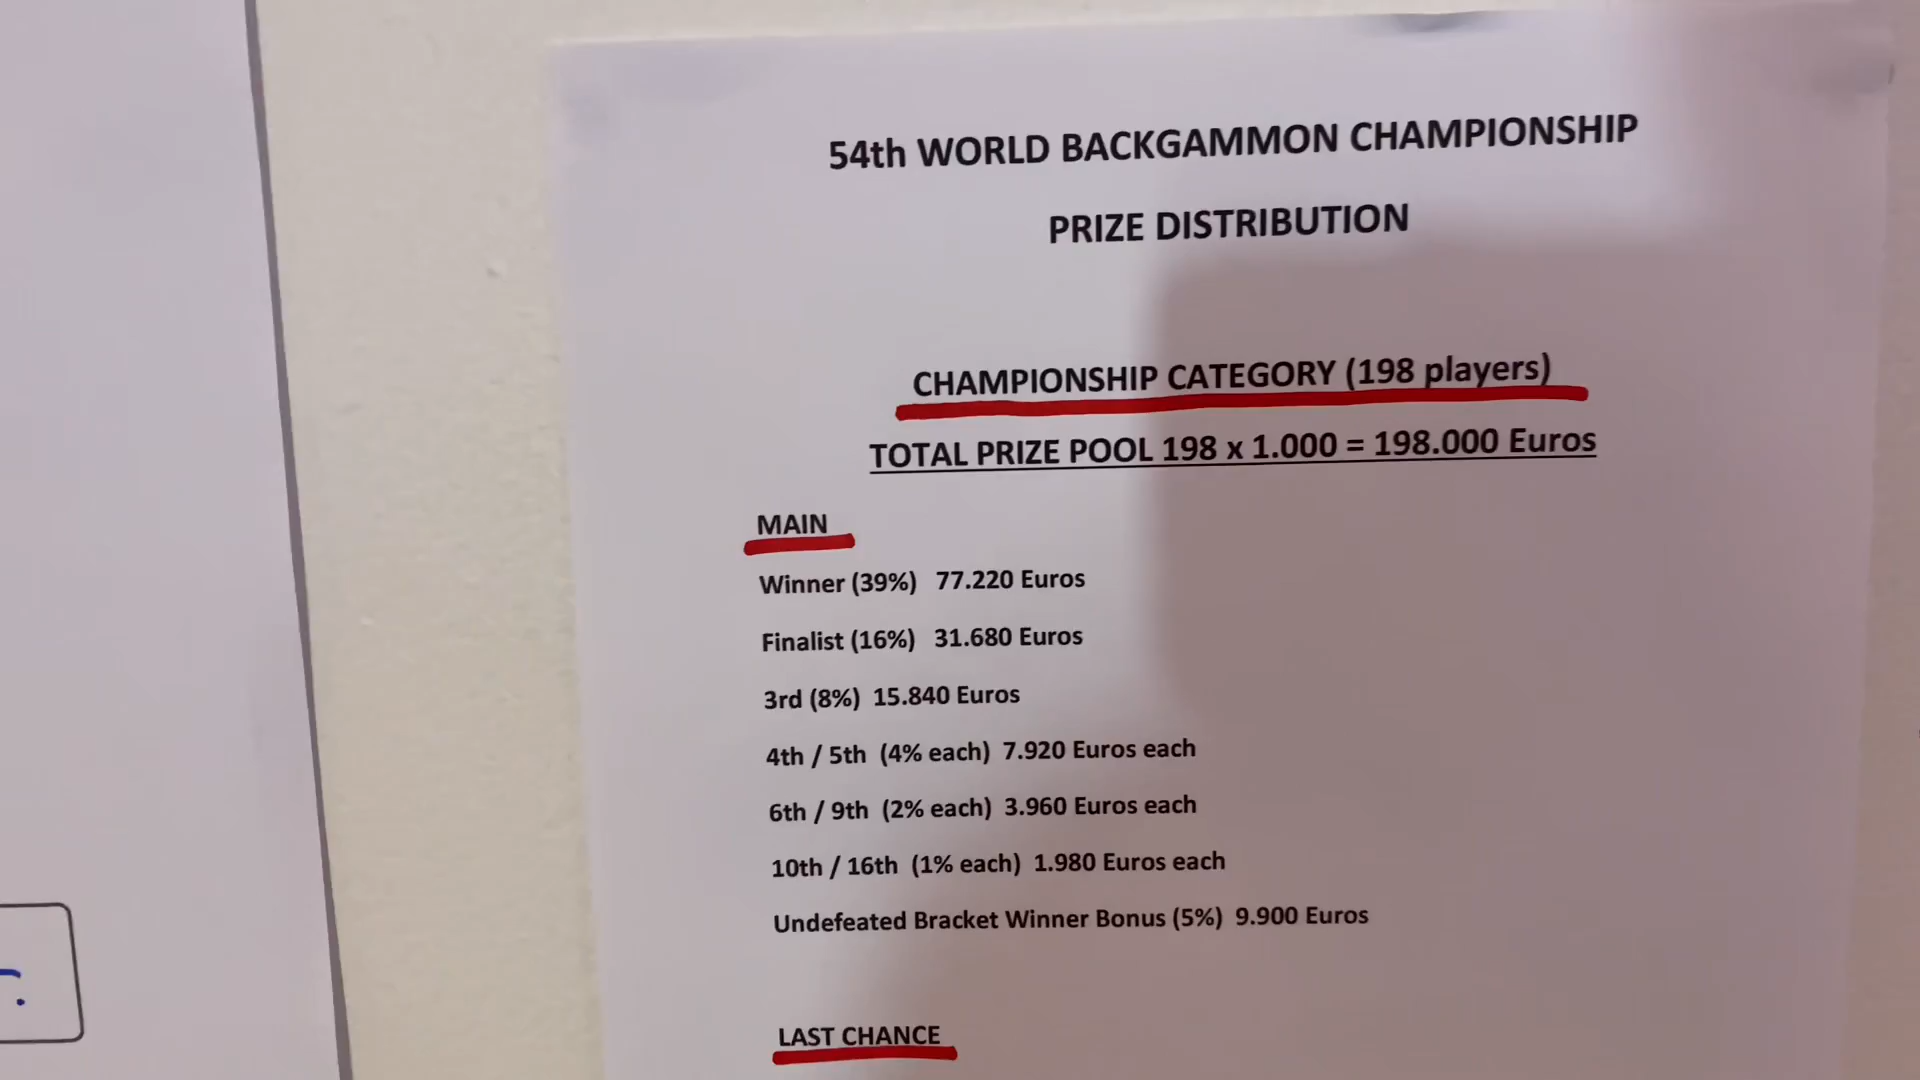 54th WORLD BACKGAMMON CHAMPIONSHIP
PRIZE DISTRIBUTION
CHAMPIONSHIP CATEGORY (198 players)
TOTAL PRIZE POOL 198 x 1.000 = 198.000 Euros
MAIN
Winner (39%) 77.220 Euros
Finalist (16%) 31.680 Euros
3rd (8%) 15.840 Euros
4th / 5th (4% each) 7.920 Euros each
6th / 9th (2% each) 3.960 Euros each
10th / 16th (1% each) 1.980 Euros each
Undefeated Bracket Winner Bonus (5%) 9.900 Euros
LAST CHANCE